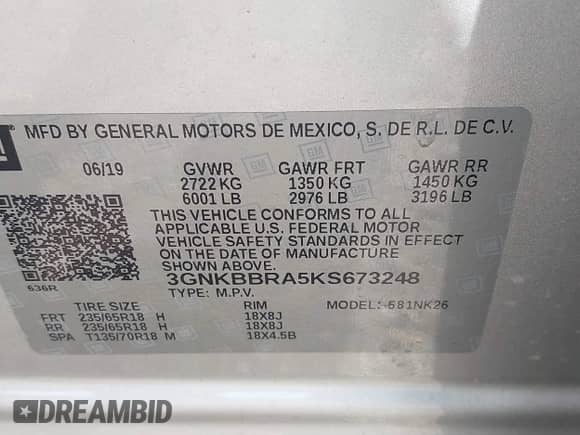 GM
MFD BY GENERAL MOTORS DE MEXICO, S. DE R.L. DE C.V.
06/19 GVWR GAWR FRT GAWR RR
2722 KG 1350 KG 1450 KG
6001 LB 2976 LB 3196 LB
THIS VEHICLE CONFORMS TO ALL
APPLICABLE U.S. FEDERAL MOTOR
VEHICLE SAFETY STANDARDS IN EFFECT
ON THE DATE OF MANUFACTURE SHOWN ABOVE.
3GNKBBRA5KS673248
636R TYPE: M.P.V. MODEL: 681NK26
TIRE SIZE RIM
FRT 235/65R18 H 18X8J
RR 235/65R18 H 18X8J
SPA T135/70R18 M 18X4.5B
DREAMBID